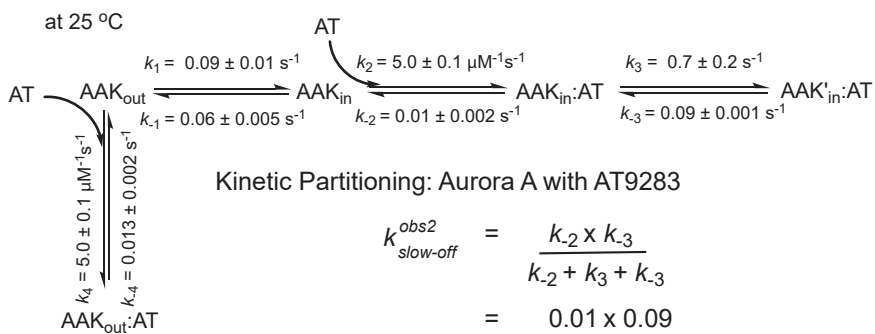 at 25 °C
AT
k1 = 0.09 ± 0.01 s-1
k2 = 5.0 ± 0.1 µM-1s-1
k3 = 0.7 ± 0.2 s-1
AT AAKout AAKin AAKin:AT AAK'in:AT
k-1 = 0.06 ± 0.005 s-1
k-2 = 0.01 ± 0.002 s-1
k-3 = 0.09 ± 0.001 s-1
k4 = 5.0 ± 0.1 µM-1s-1
k-4 = 0.013 ± 0.002 s-1
Kinetic Partitioning: Aurora A with AT9283
kobs2slow-off = k-2 x k-3
k-2 + k3 + k-3
AAKout:AT
= 0.01 x 0.09